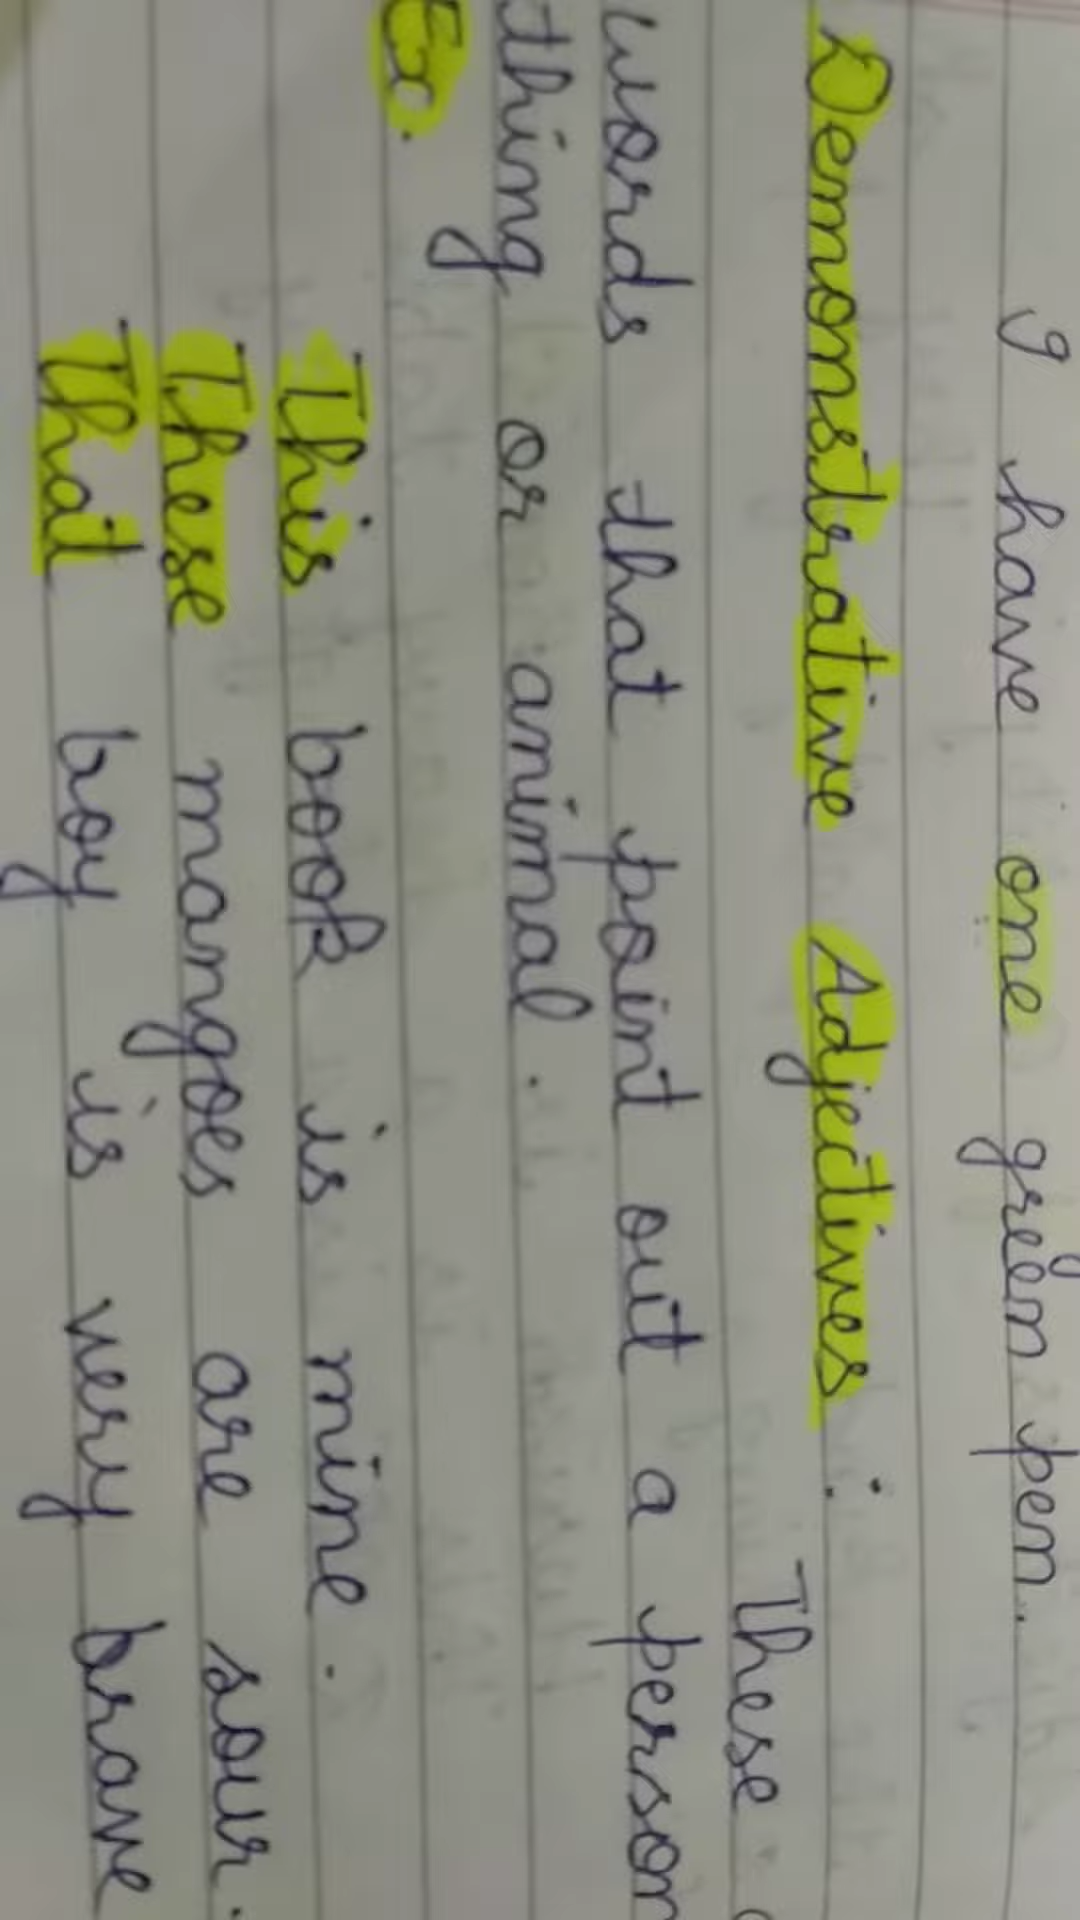 I have one green pen.
Demonstrative Adjectives :
These
words that point out a person
thing or animal.
Ex.
This book is mine.
These mangoes are sour.
That boy is very brave